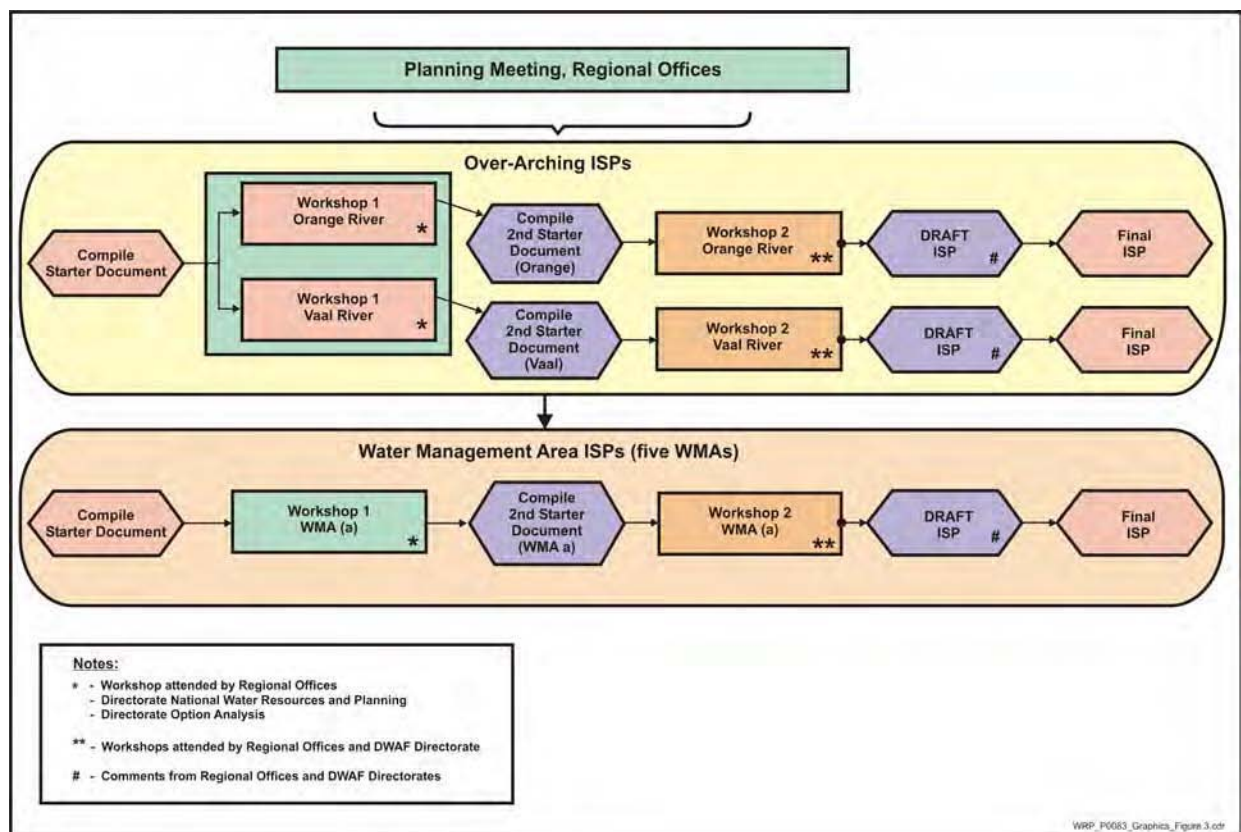 Planning Meeting, Regional Offices
Over-Arching ISPs
Compile
Starter Document
Workshop 1
Orange River
*
Workshop 1
Vaal River
*
Compile
2nd Starter
Document
(Orange)
Compile
2nd Starter
Document
(Vaal)
Workshop 2
Orange River
**
Workshop 2
Vaal River
**
DRAFT
ISP
#
DRAFT
ISP
#
Final
ISP
Final
ISP
Water Management Area ISPs (five WMAs)
Compile
Starter Document
Workshop 1
WMA (a)
*
Compile
2nd Starter
Document
(WMA a)
Workshop 2
WMA (a)
**
DRAFT
ISP
#
Final
ISP
Notes:
* - Workshop attended by Regional Offices
- Directorate National Water Resources and Planning
- Directorate Option Analysis
** - Workshops attended by Regional Offices and DWAF Directorate
# - Comments from Regional Offices and DWAF Directorates
WRP_P0083_Graphics_Figure 3.cdr